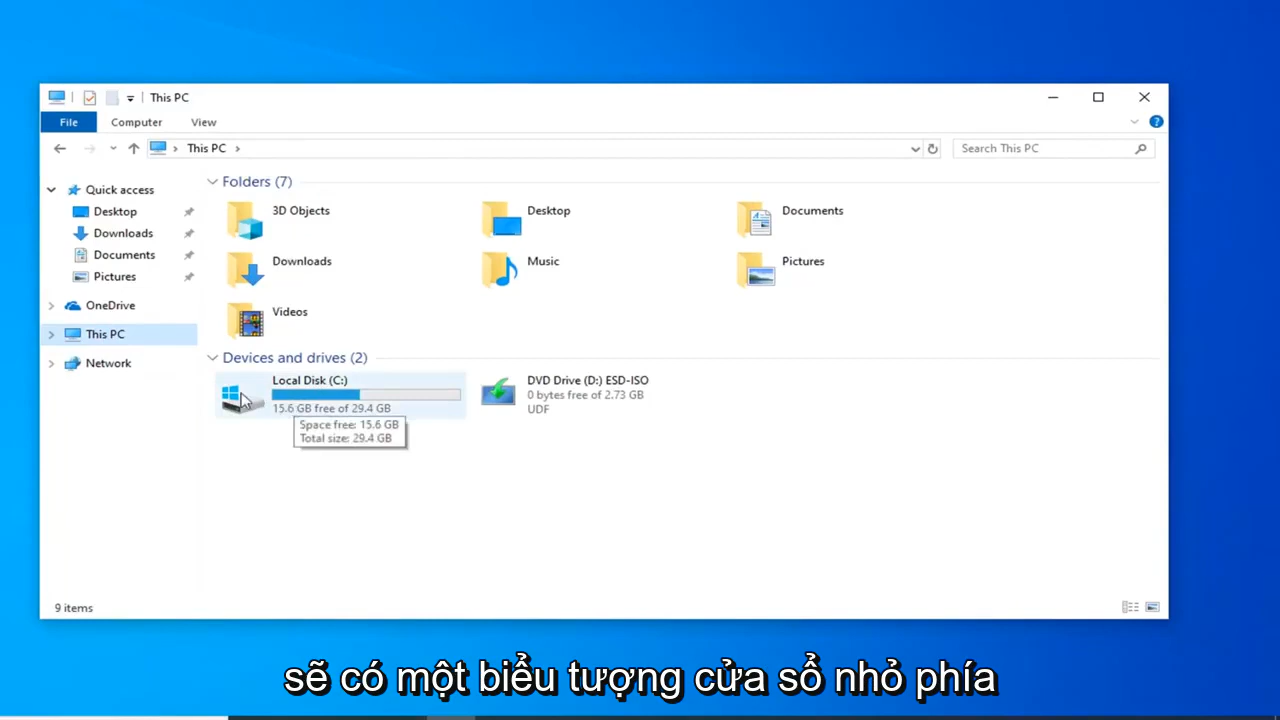 This PC
File
Computer
View
This PC
Search This PC
Quick access
Desktop
Downloads
Documents
Pictures
OneDrive
This PC
Network
Folders (7)
3D Objects
Desktop
Documents
Downloads
Music
Pictures
Videos
Devices and drives (2)
Local Disk (C:)
15.6 GB free of 29.4 GB
Space free: 15.6 GB
Total size: 29.4 GB
DVD Drive (D:) ESD-ISO
0 bytes free of 2.73 GB
UDF
9 items
sẽ có một biểu tượng cửa sổ nhỏ phía